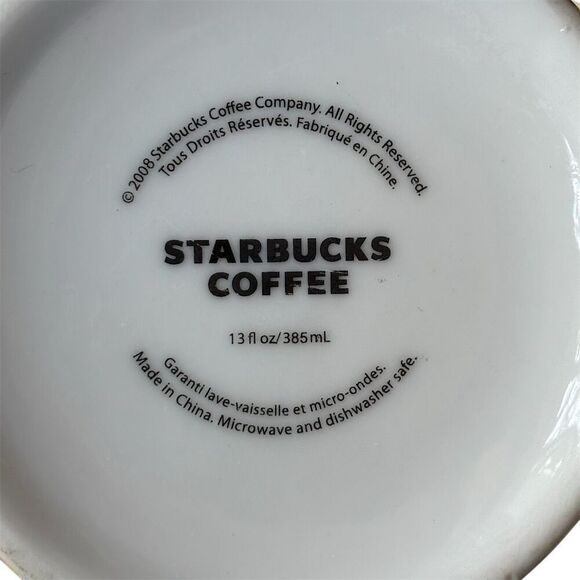 © 2008 Starbucks Coffee Company. All Rights Reserved.
Tous Droits Réservés. Fabriqué en Chine.
STARBUCKS
COFFEE
13 fl oz/385mL
Garanti lave-vaisselle et micro-ondes.
Made in China. Microwave and dishwasher safe.